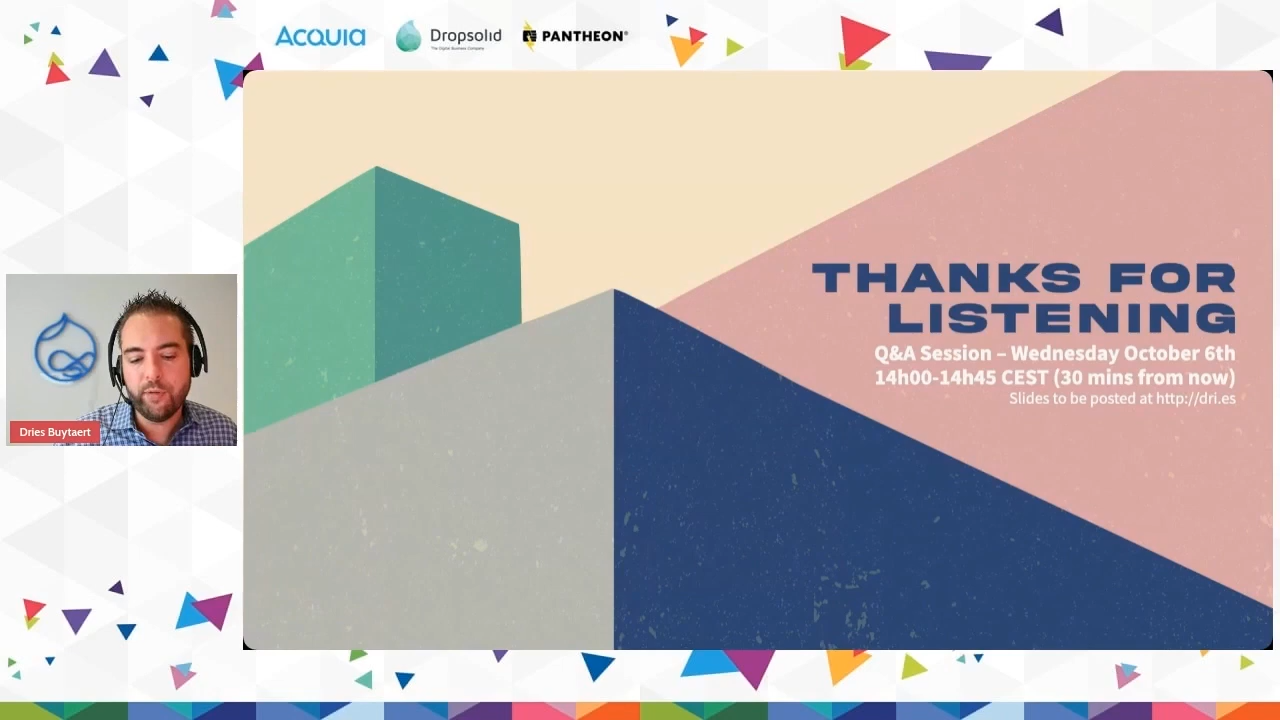 Acquia
Dropsolid
The Digital Business Company
PANTHEON
THANKS FOR
LISTENING
Q&A Session – Wednesday October 6th
14h00-14h45 CEST (30 mins from now)
Slides to be posted at http://dri.es
Dries Buytaert